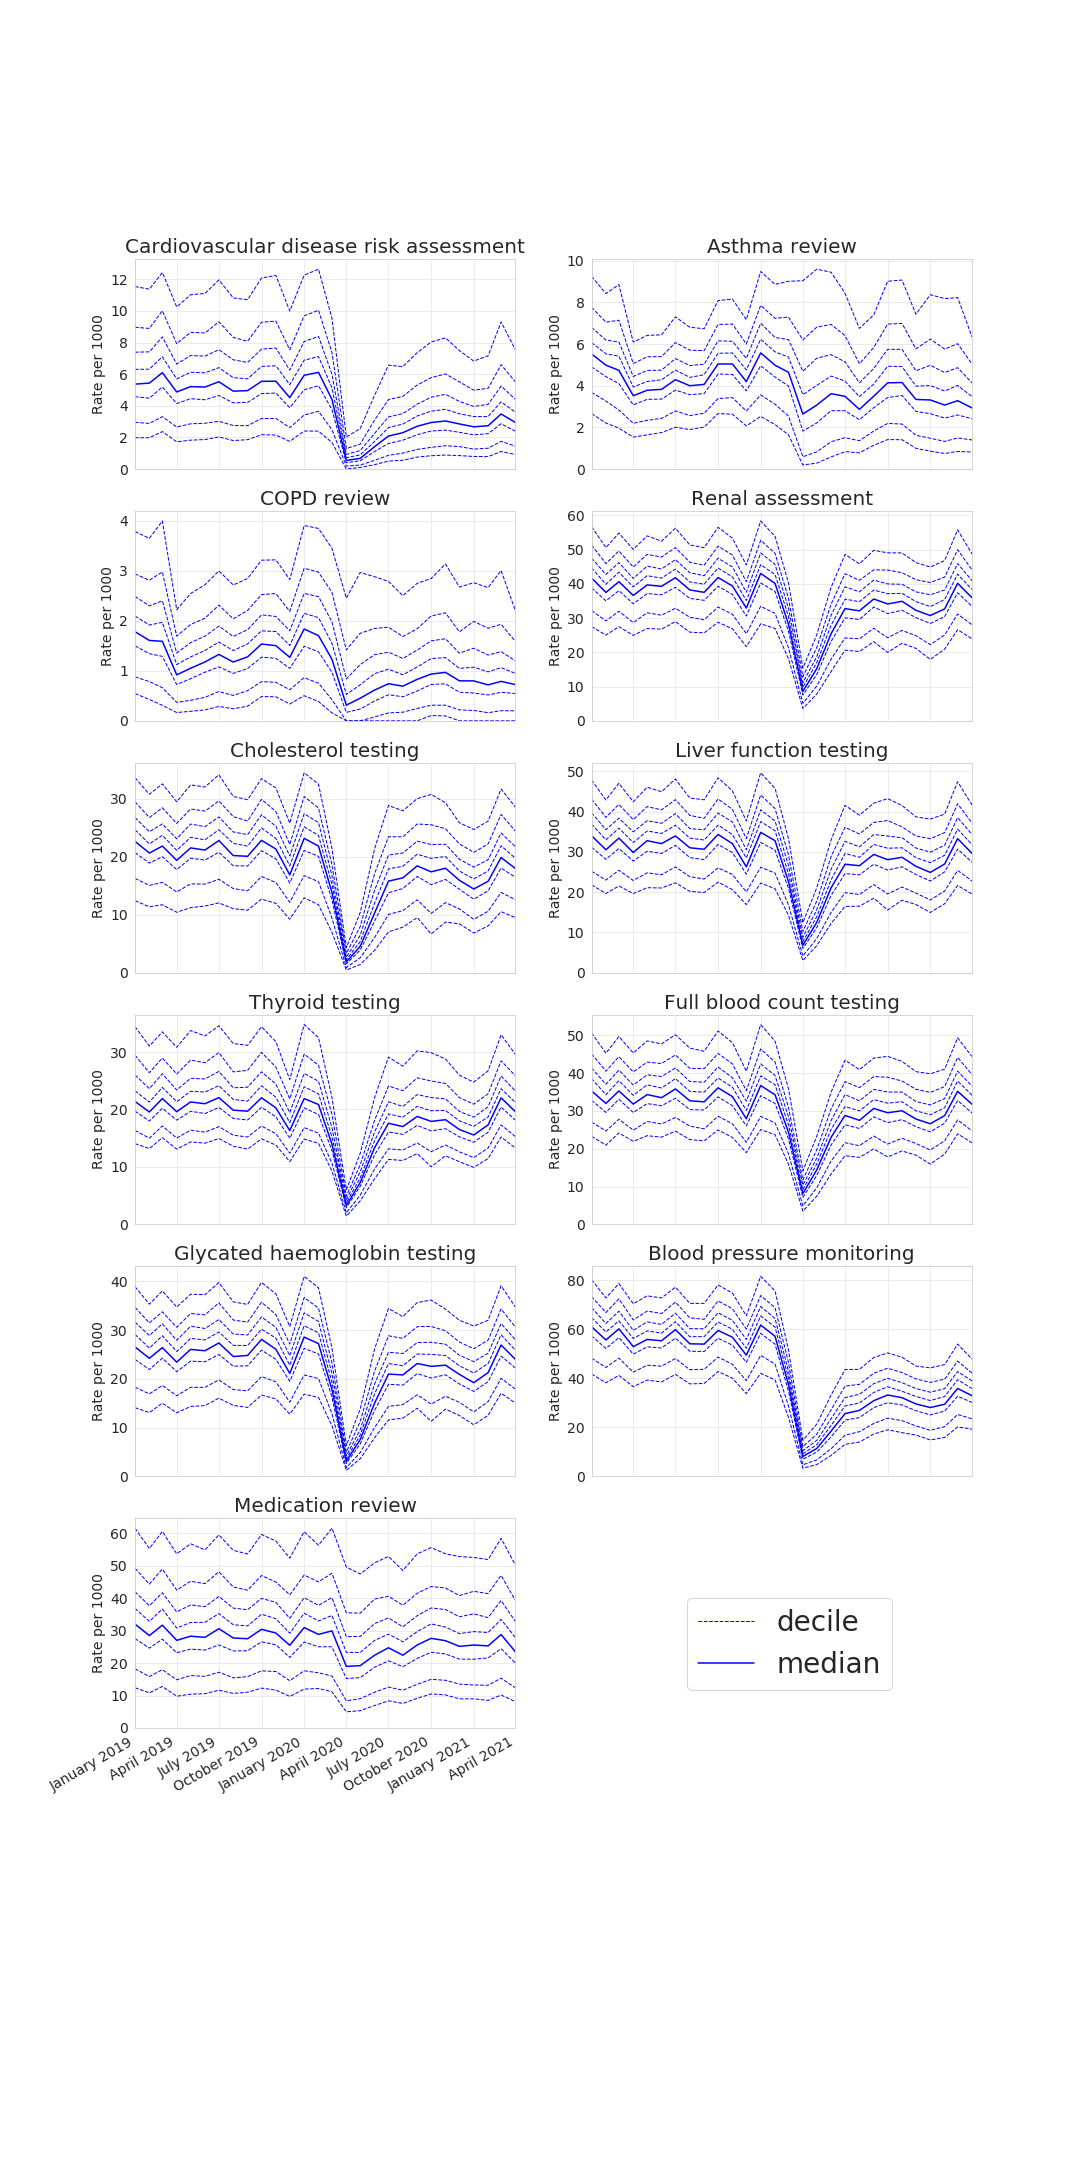 Cardiovascular disease risk assessment
Rate per 1000
12
10
8
6
4
2
0
Asthma review
Rate per 1000
10
8
6
4
2
0
COPD review
Rate per 1000
4
3
2
1
0
Renal assessment
Rate per 1000
60
50
40
30
20
10
0
Cholesterol testing
Rate per 1000
30
20
10
0
Liver function testing
Rate per 1000
50
40
30
20
10
0
Thyroid testing
Rate per 1000
30
20
10
0
Full blood count testing
Rate per 1000
50
40
30
20
10
0
Glycated haemoglobin testing
Rate per 1000
40
30
20
10
0
Blood pressure monitoring
Rate per 1000
80
60
40
20
0
Medication review
Rate per 1000
60
50
40
30
20
10
0
January 2019
April 2019
July 2019
October 2019
January 2020
April 2020
July 2020
October 2020
January 2021
April 2021
decile
median